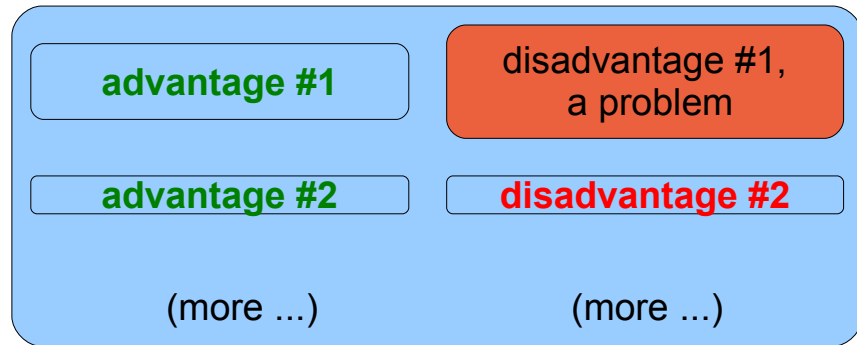 advantage #1
disadvantage #1,
a problem
advantage #2
disadvantage #2
(more ...)
(more ...)